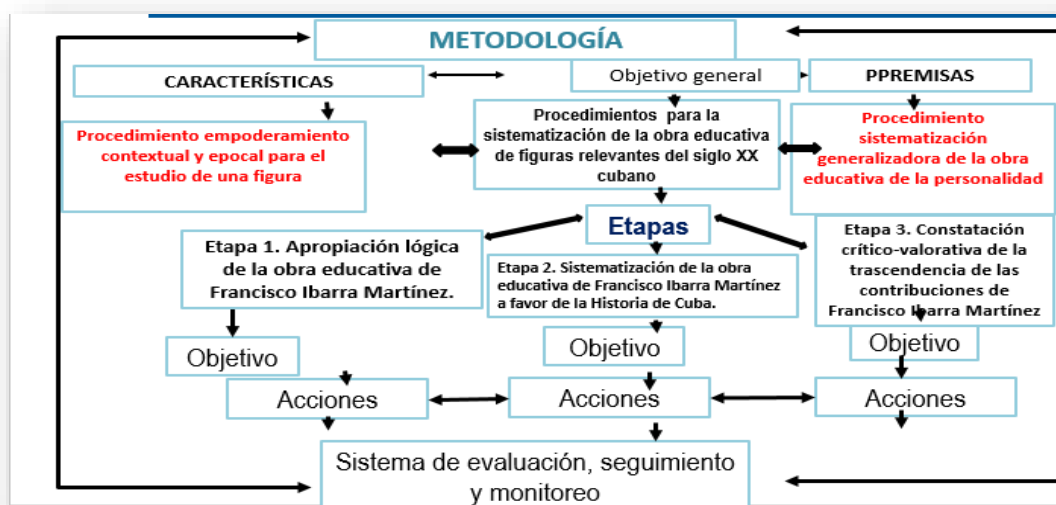 METODOLOGÍA
CARACTERÍSTICAS
Objetivo general
PPREMISAS
Procedimiento empoderamiento
contextual y epocal para el
estudio de una figura
Procedimientos para la
sistematización de la obra educativa
de figuras relevantes del siglo XX
cubano
Procedimiento
sistematización
generalizadora de la obra
educativa de la personalidad
Etapas
Etapa 1. Apropiación lógica
de la obra educativa de
Francisco Ibarra Martínez.
Etapa 2. Sistematización de la obra
educativa de Francisco Ibarra Martínez
a favor de la Historia de Cuba.
Etapa 3. Constatación
crítico-valorativa de la
trascendencia de las
contribuciones de
Francisco Ibarra Martínez
Objetivo
Objetivo
Objetivo
Acciones
Acciones
Acciones
Sistema de evaluación, seguimiento
y monitoreo